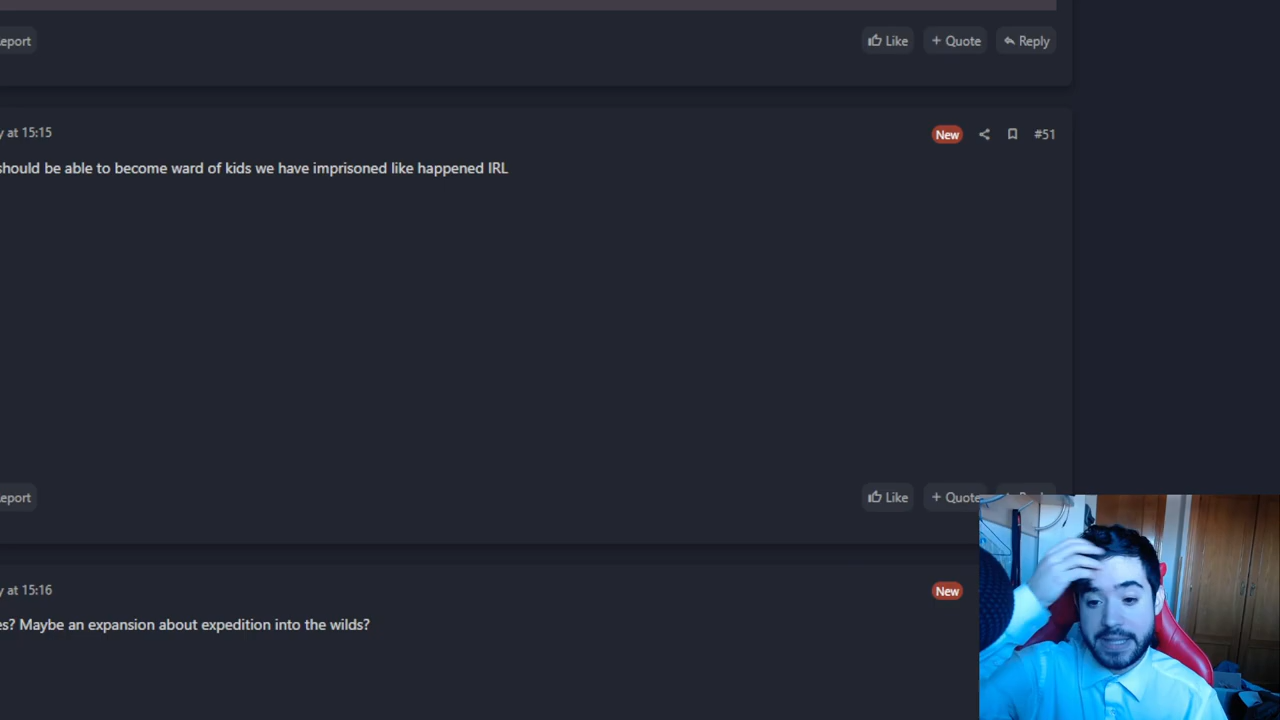 eport
Like
+ Quote
Reply
y at 15:15
New
#51
should be able to become ward of kids we have imprisoned like happened IRL
eport
Like
+ Quote
y at 15:16
New
es? Maybe an expansion about expedition into the wilds?